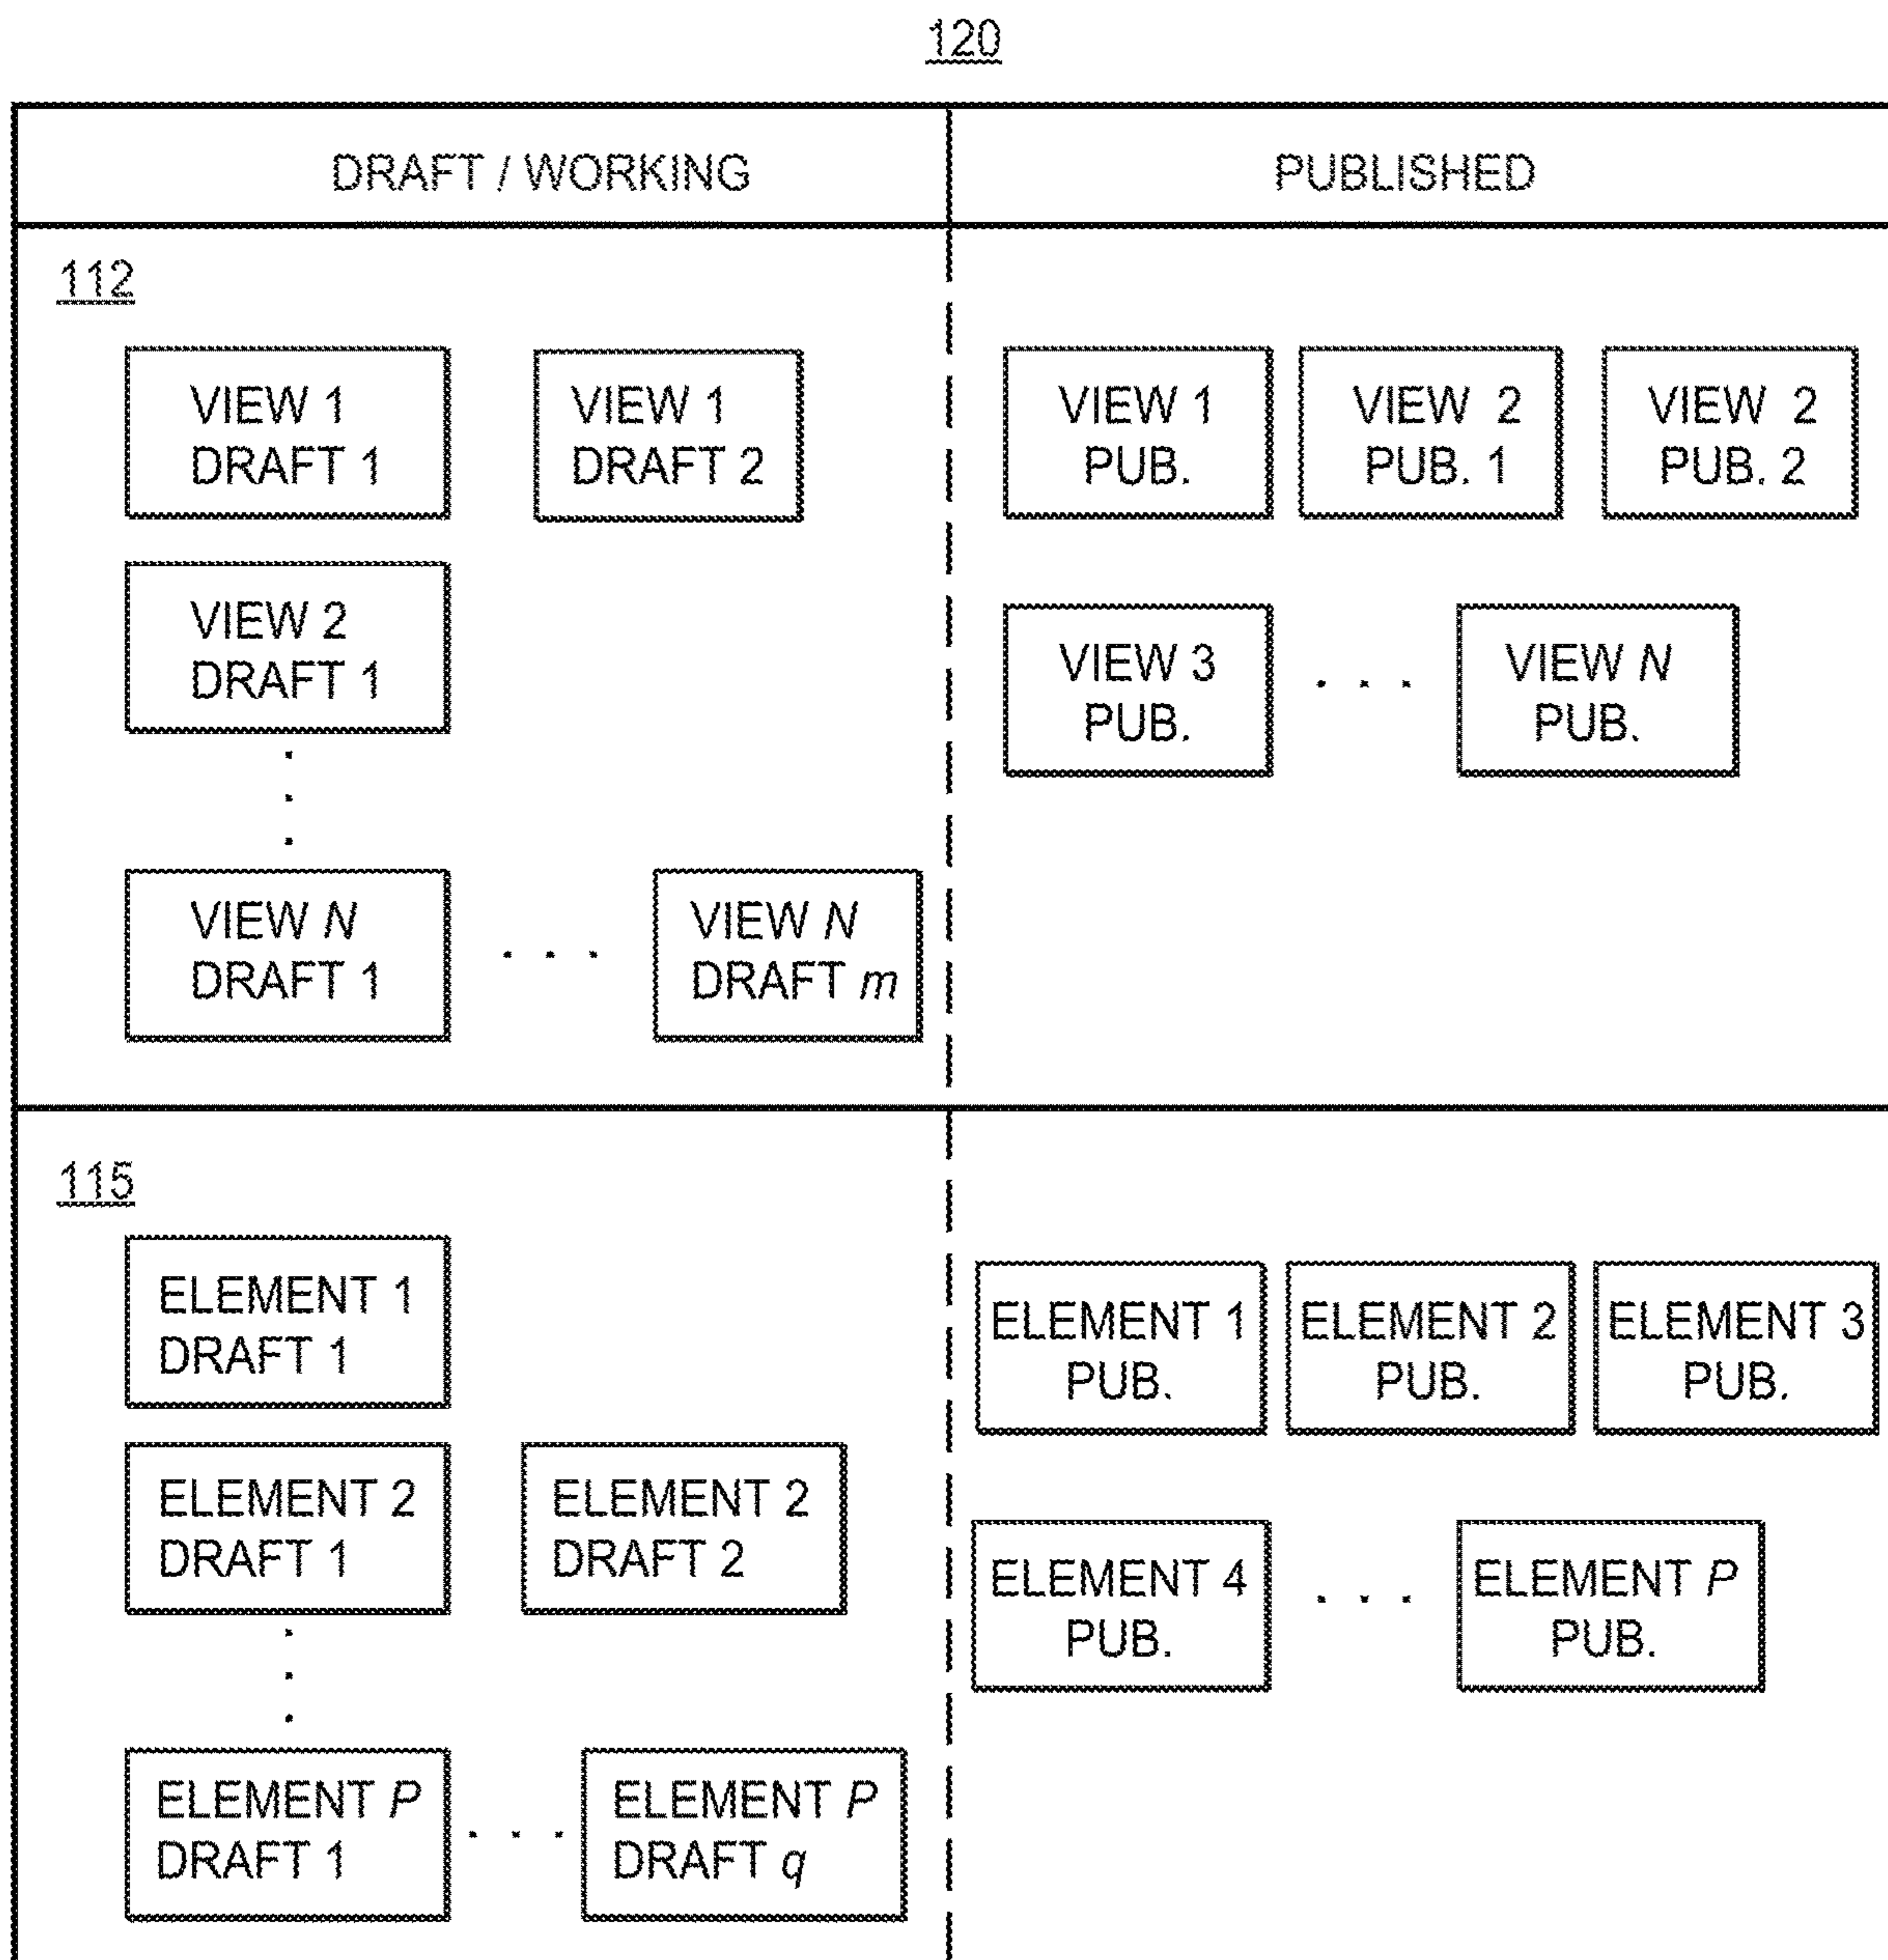 120
DRAFT / WORKING
PUBLISHED
112
VIEW 1
DRAFT 1
VIEW 1
DRAFT 2
VIEW 2
DRAFT 1
.
.
.
VIEW N
DRAFT 1
. . .
VIEW N
DRAFT m
VIEW 1
PUB.
VIEW 2
PUB. 1
VIEW 2
PUB. 2
VIEW 3
PUB.
. . .
VIEW N
PUB.
115
ELEMENT 1
DRAFT 1
ELEMENT 2
DRAFT 1
ELEMENT 2
DRAFT 2
.
.
.
ELEMENT P
DRAFT 1
. . .
ELEMENT P
DRAFT q
ELEMENT 1
PUB.
ELEMENT 2
PUB.
ELEMENT 3
PUB.
ELEMENT 4
PUB.
. . .
ELEMENT P
PUB.